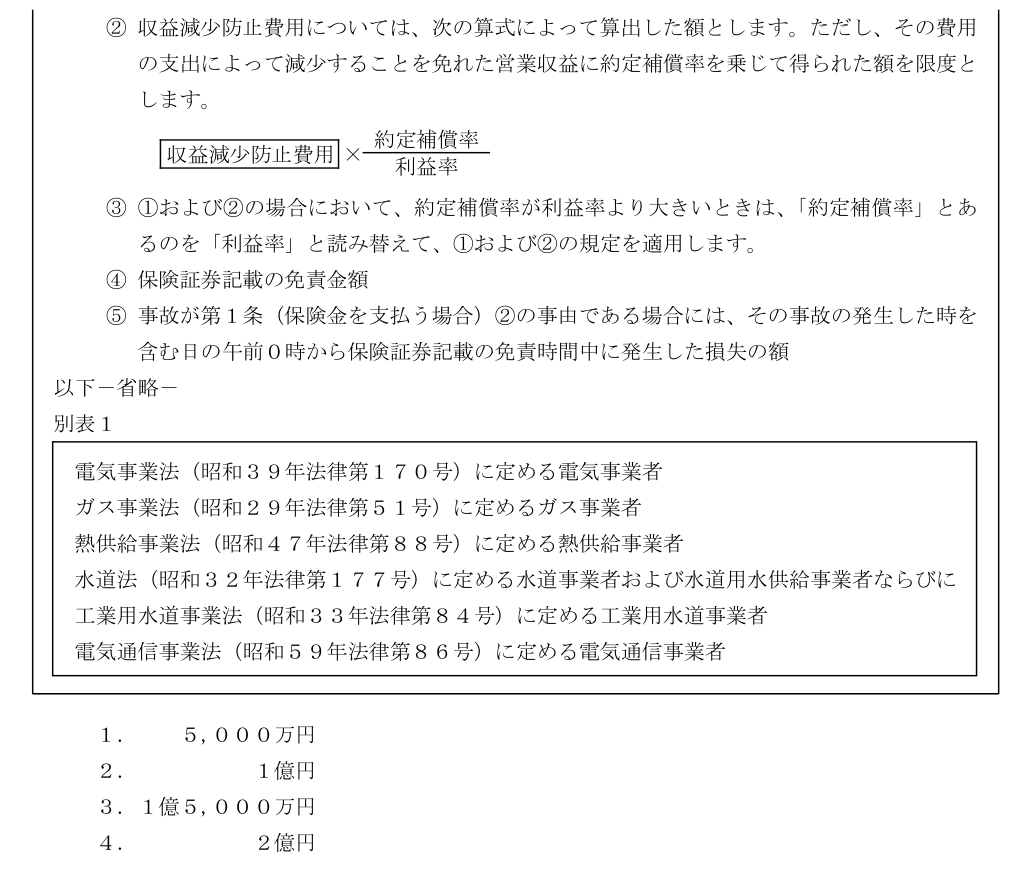 ② 収益減少防止費用については、次の算式によって算出した額とします。ただし、その費用
の支出によって減少することを免れた営業収益に約定補償率を乗じて得られた額を限度と
します。
収益減少防止費用×約定補償率
利益率
③ ①および②の場合において、約定補償率が利益率より大きいときは、「約定補償率」とあ
るのを「利益率」と読み替えて、①および②の規定を適用します。
④ 保険証券記載の免責金額
⑤ 事故が第1条（保険金を支払う場合）②の事由である場合には、その事故の発生した時を
含む日の午前０時から保険証券記載の免責時間中に発生した損失の額
以下－省略－
別表１
電気事業法（昭和３９年法律第１７０号）に定める電気事業者
ガス事業法（昭和２９年法律第５１号）に定めるガス事業者
熱供給事業法（昭和４７年法律第８８号）に定める熱供給事業者
水道法（昭和３２年法律第１７７号）に定める水道事業者および水道用水供給事業者ならびに
工業用水道事業法（昭和３３年法律第８４号）に定める工業用水道事業者
電気通信事業法（昭和５９年法律第８６号）に定める電気通信事業者
１． ５,０００万円
２． １億円
３．１億５,０００万円
４． ２億円